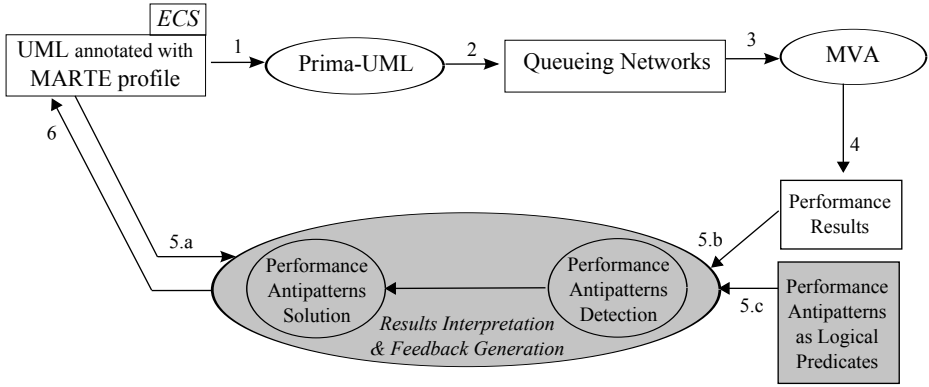 ECS
UML annotated with
MARTE profile
1
Prima-UML
2
Queueing Networks
3
MVA
4
6
Performance
Results
5.a
5.b
Performance
Antipatterns
Solution
Performance
Antipatterns
Detection
5.c
Performance
Antipatterns
as Logical
Predicates
Results Interpretation
& Feedback Generation